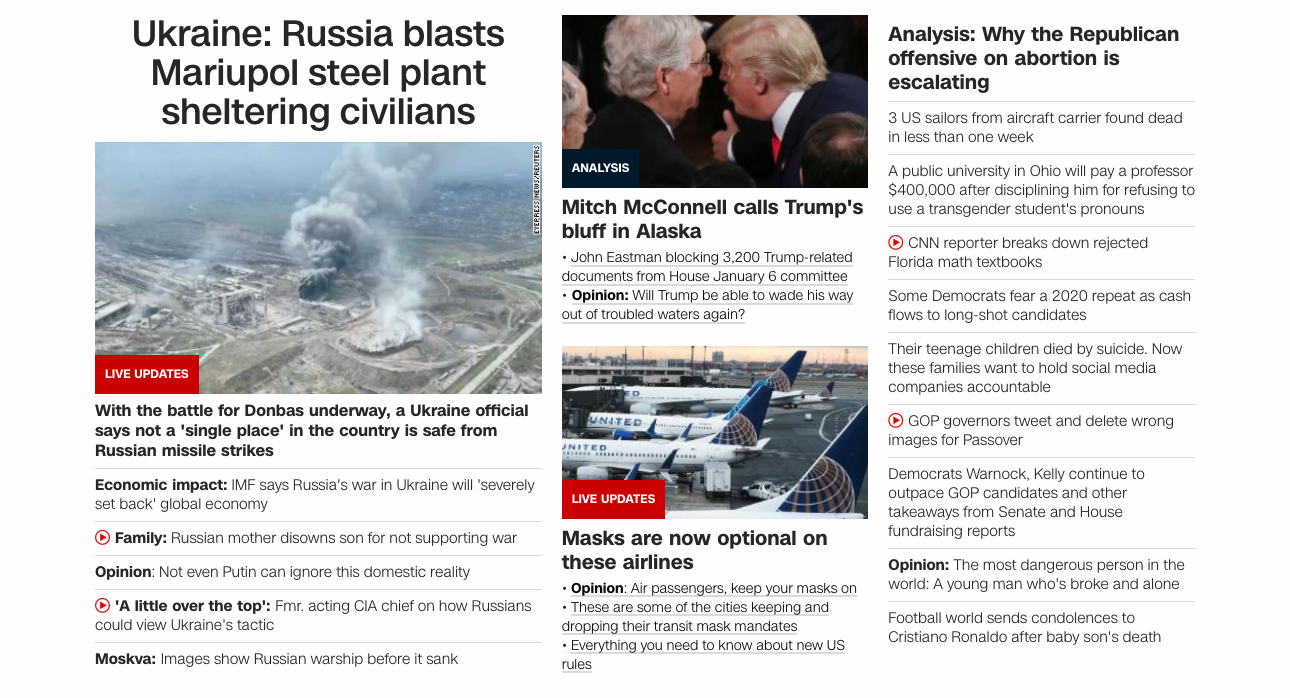 Ukraine: Russia blasts
Mariupol steel plant
sheltering civilians
EYEPRESS NEWS/REUTERS
LIVE UPDATES
With the battle for Donbas underway, a Ukraine official
says not a 'single place' in the country is safe from
Russian missile strikes
Economic impact: IMF says Russia's war in Ukraine will 'severely
set back' global economy
Family: Russian mother disowns son for not supporting war
Opinion: Not even Putin can ignore this domestic reality
'A little over the top': Fmr. acting CIA chief on how Russians
could view Ukraine's tactic
Moskva: Images show Russian warship before it sank
ANALYSIS
Mitch McConnell calls Trump's
bluff in Alaska
• John Eastman blocking 3,200 Trump-related
documents from House January 6 committee
• Opinion: Will Trump be able to wade his way
out of troubled waters again?
UNITED
UNITED
UNITED
LIVE UPDATES
Masks are now optional on
these airlines
• Opinion: Air passengers, keep your masks on
• These are some of the cities keeping and
dropping their transit mask mandates
• Everything you need to know about new US
rules
Analysis: Why the Republican
offensive on abortion is
escalating
3 US sailors from aircraft carrier found dead
in less than one week
A public university in Ohio will pay a professor
$400,000 after disciplining him for refusing to
use a transgender student's pronouns
CNN reporter breaks down rejected
Florida math textbooks
Some Democrats fear a 2020 repeat as cash
flows to long-shot candidates
Their teenage children died by suicide. Now
these families want to hold social media
companies accountable
GOP governors tweet and delete wrong
images for Passover
Democrats Warnock, Kelly continue to
outpace GOP candidates and other
takeaways from Senate and House
fundraising reports
Opinion: The most dangerous person in the
world: A young man who's broke and alone
Football world sends condolences to
Cristiano Ronaldo after baby son's death